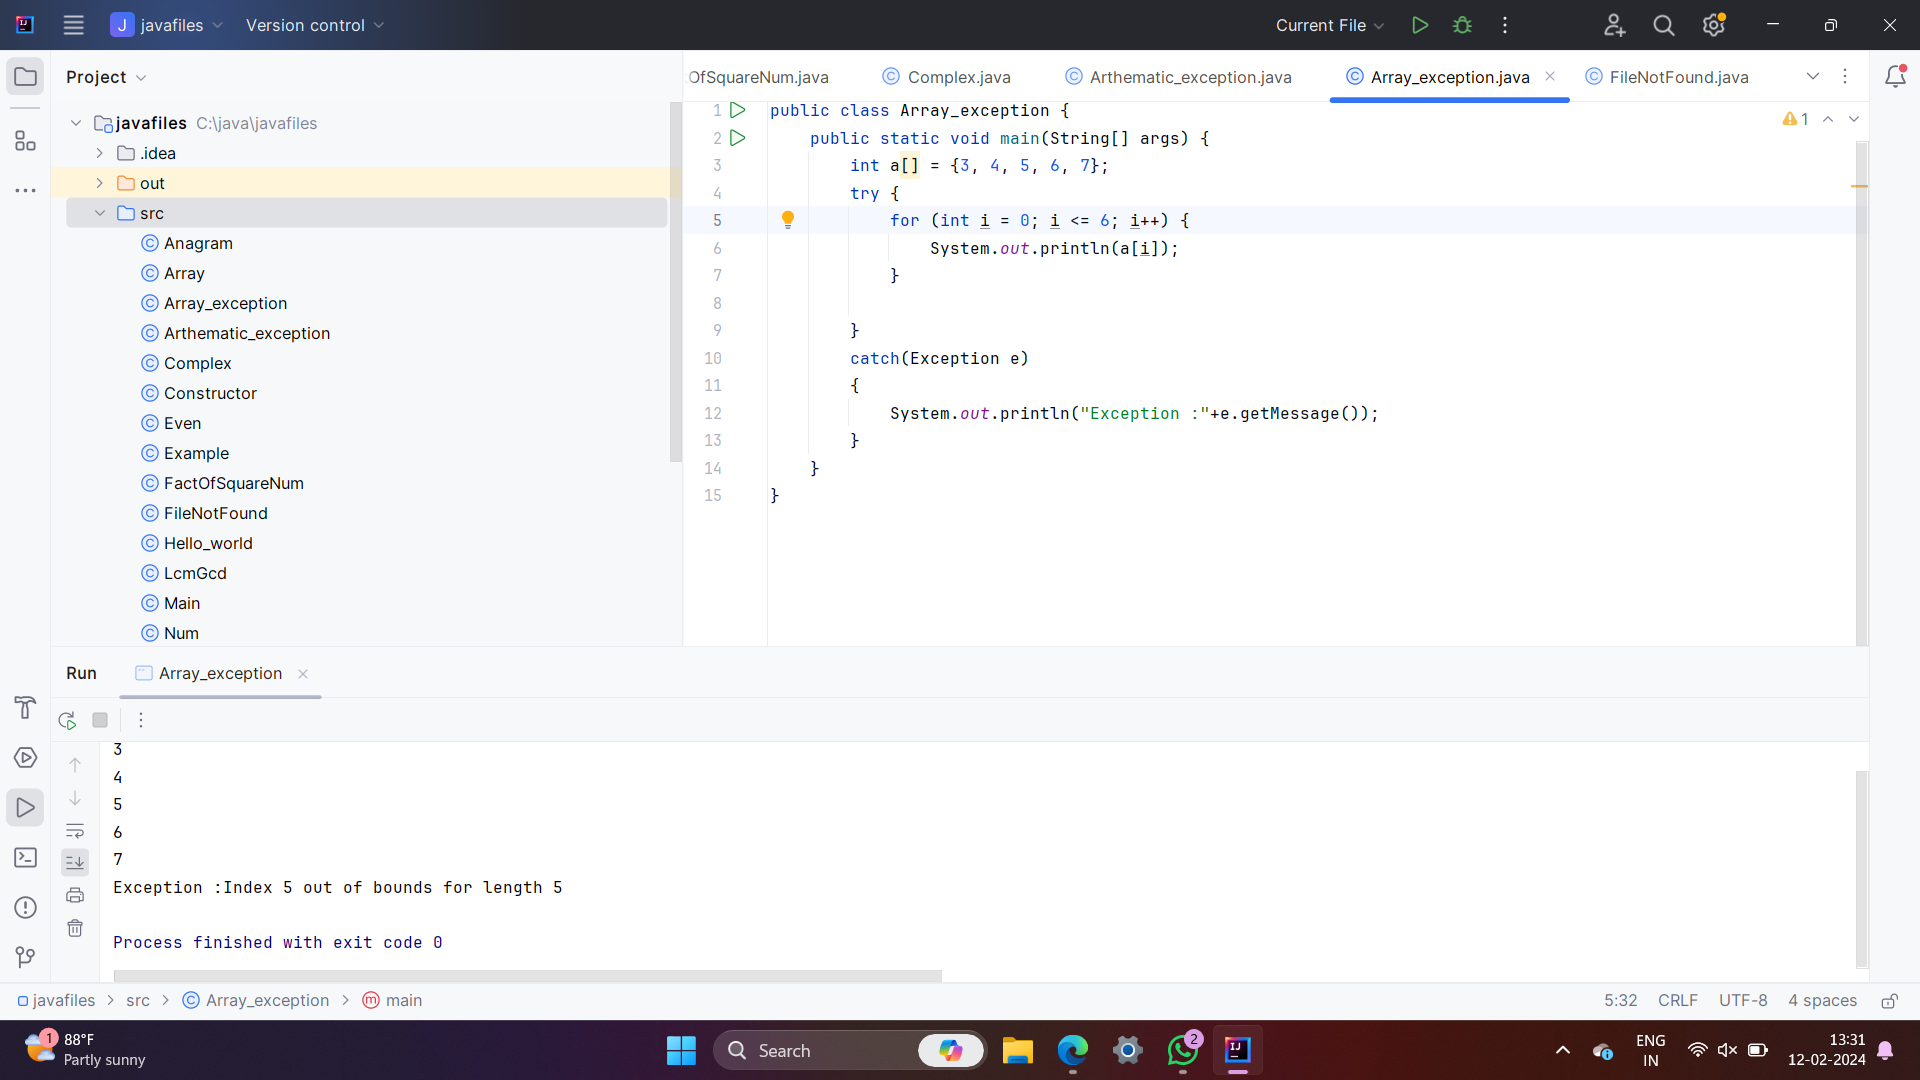 J javafiles Version control Current File
Project
javafiles C:\java\javafiles
.idea
out
src
Anagram
Array
Array_exception
Arthematic_exception
Complex
Constructor
Even
Example
FactOfSquareNum
FileNotFound
Hello_world
LcmGcd
Main
Num
OfSquareNum.java Complex.java Arthematic_exception.java Array_exception.java FileNotFound.java
1
1 public class Array_exception {
2 public static void main(String[] args) {
3 int a[] = {3, 4, 5, 6, 7};
4 try {
5 for (int i = 0; i <= 6; i++) {
6 System.out.println(a[i]);
7 }
8
9 }
10 catch(Exception e)
11 {
12 System.out.println("Exception :"+e.getMessage());
13 }
14 }
15 }
Run Array_exception
3
4
5
6
7
Exception :Index 5 out of bounds for length 5
Process finished with exit code 0
javafiles > src > Array_exception > main 5:32 CRLF UTF-8 4 spaces
1 88°F
Partly sunny
Search
2
ENG
IN
13:31
12-02-2024